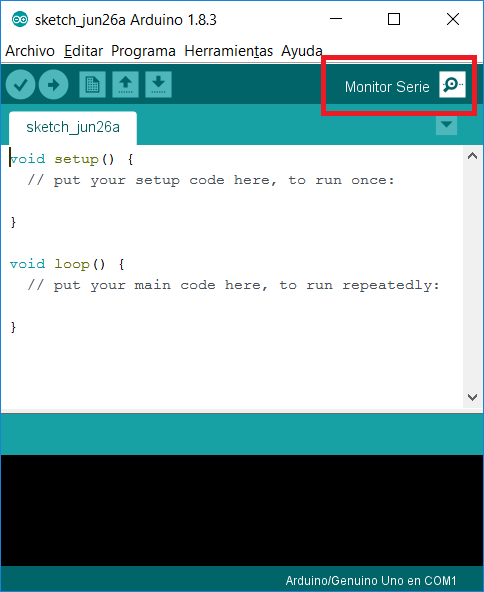 sketch_jun26a Arduino 1.8.3
Archivo Editar Programa Herramientas Ayuda
Monitor Serie
sketch_jun26a
void setup() {
  // put your setup code here, to run once:
}
void loop() {
  // put your main code here, to run repeatedly:
}
Arduino/Genuino Uno en COM1